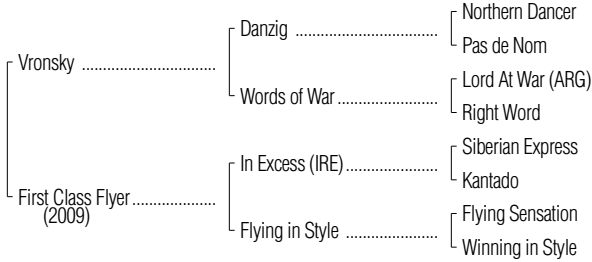 Northern Dancer
Danzig ................................
Pas de Nom
Vronsky ..............................
Lord At War (ARG)
Words of War.......................
Right Word
Siberian Express
In Excess (IRE).....................
Kantado
First Class Flyer...................
(2009)
Flying Sensation
Flying in Style .....................
Winning in Style